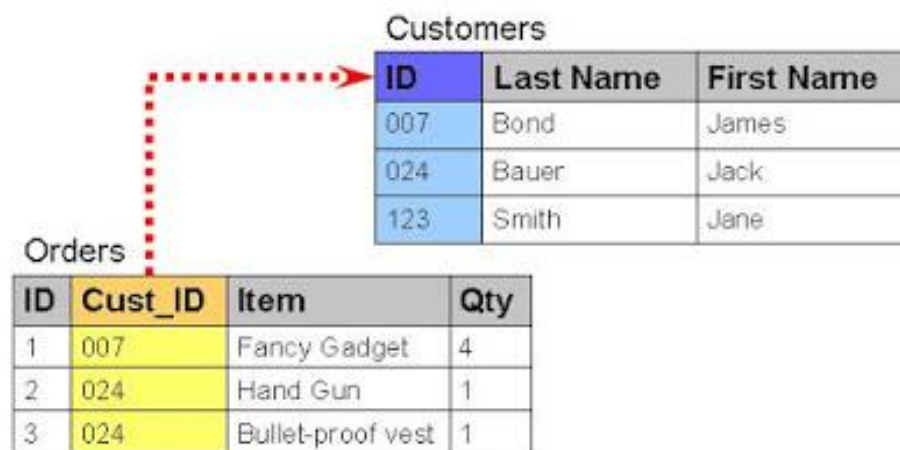 Customers
ID Last Name First Name
007 Bond James
024 Bauer Jack
123 Smith Jane
Orders
ID Cust_ID Item Qty
1 007 Fancy Gadget 4
2 024 Hand Gun 1
3 024 Bullet-proof vest 1